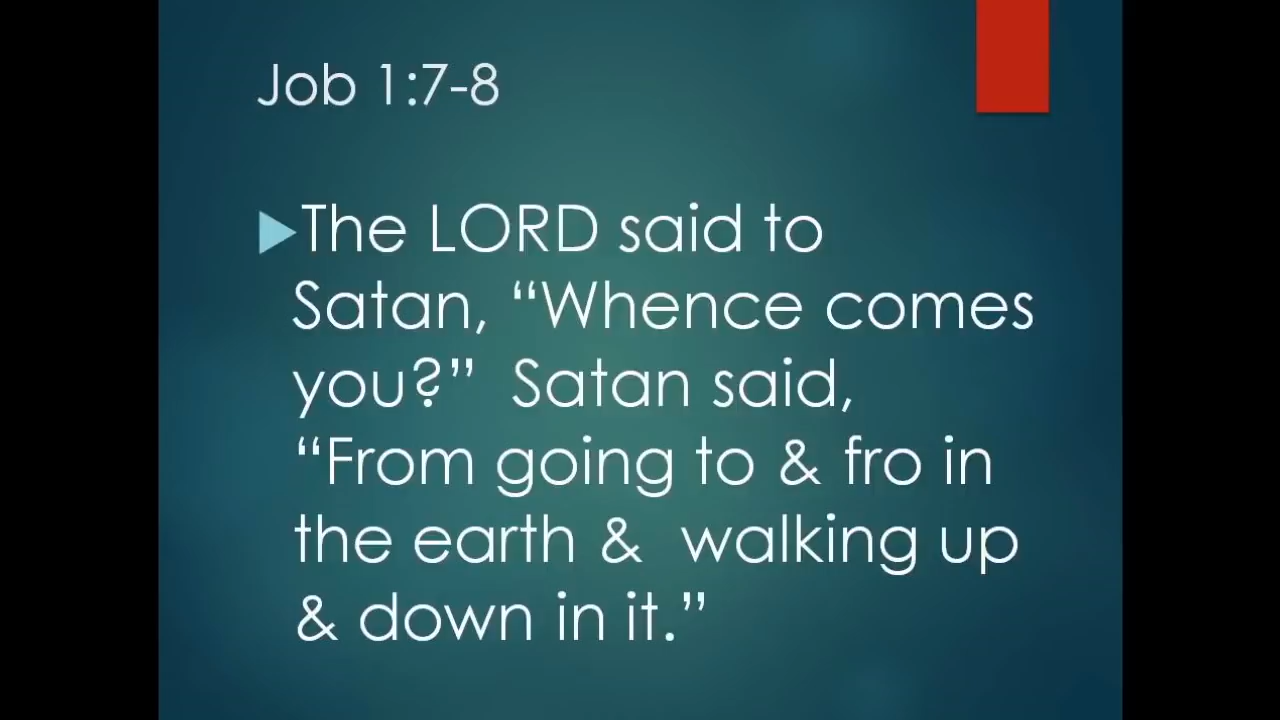 Job 1:7-8
The LORD said to
Satan, “Whence comes
you?”  Satan said,
“From going to & fro in
the earth &  walking up
& down in it.”